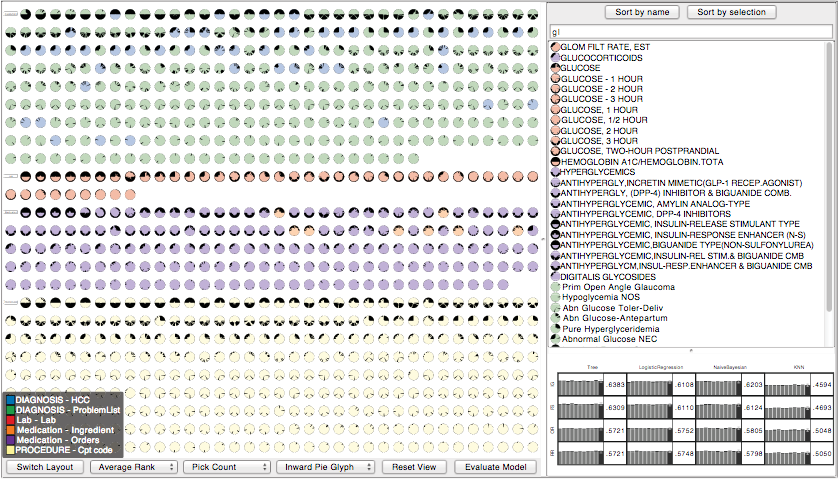 Sort by name
Sort by selection
gl
GLOM FILT RATE, EST
GLUCOCORTICOIDS
GLUCOSE
GLUCOSE - 1 HOUR
GLUCOSE - 2 HOUR
GLUCOSE - 3 HOUR
GLUCOSE, 1 HOUR
GLUCOSE, 1/2 HOUR
GLUCOSE, 2 HOUR
GLUCOSE, 3 HOUR
GLUCOSE, TWO-HOUR POSTPRANDIAL
HEMOGLOBIN A1C/HEMOGLOBIN.TOTA
HYPERGLYCEMICS
ANTIHYPERGLY,INCRETIN MIMETIC(GLP-1 RECEP.AGONIST)
ANTIHYPERGLY, (DPP-4) INHIBITOR & BIGUANIDE COMB.
ANTIHYPERGLYCEMIC, AMYLIN ANALOG-TYPE
ANTIHYPERGLYCEMIC, DPP-4 INHIBITORS
ANTIHYPERGLYCEMIC, INSULIN-RELEASE STIMULANT TYPE
ANTIHYPERGLYCEMIC, INSULIN-RESPONSE ENHANCER (N-S)
ANTIHYPERGLYCEMIC,BIGUANIDE TYPE(NON-SULFONYLUREA)
ANTIHYPERGLYCEMIC,INSULIN-REL STIM.& BIGUANIDE CMB
ANTIHYPERGLYCM,INSUL-RESP.ENHANCER & BIGUANIDE CMB
DIGITALIS GLYCOSIDES
Prim Open Angle Glaucoma
Hypoglycemia NOS
Abn Glucose Toler-Deliv
Abn Glucose-Antepartum
Pure Hyperglyceridemia
Abnormal Glucose NEC
Tree LogisticRegression NaiveBayesian KNN
IG .6383 .6108 .6203 .4594
IS .6309 .6110 .6124 .4693
OR .5721 .5752 .5805 .5048
RR .5721 .5748 .5798 .5050
DIAGNOSIS - HCC
DIAGNOSIS - ProblemList
Lab - Lab
Medication - Ingredient
Medication - Orders
PROCEDURE - Cpt code
Switch Layout
Average Rank
Pick Count
Inward Pie Glyph
Reset View
Evaluate Model